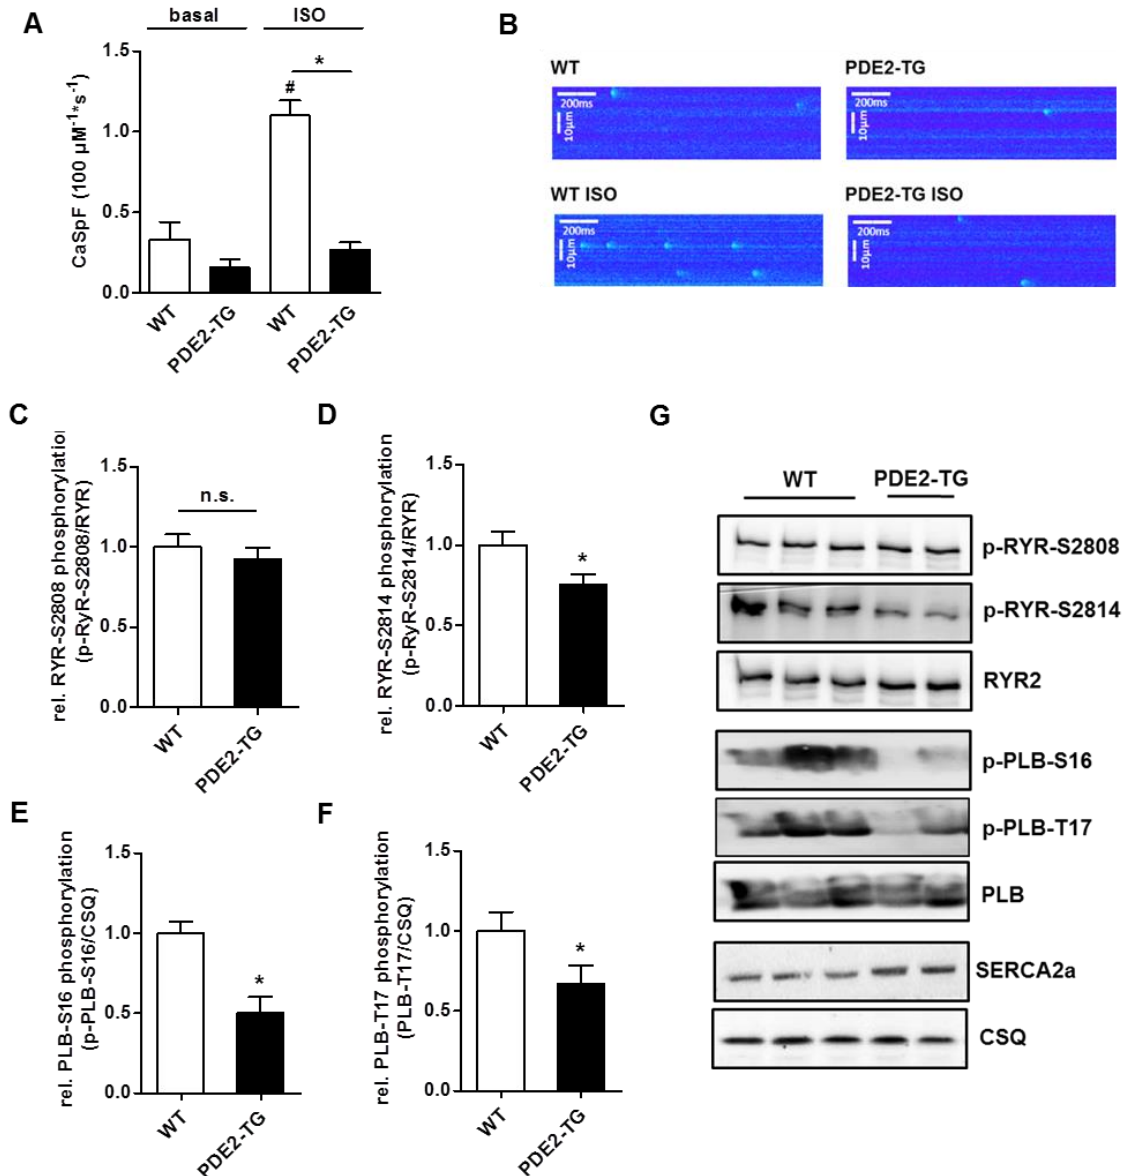 A
basal ISO
CaSpF (100 µM⁻¹*s⁻¹)
1.5
1.0
0.5
0.0
#
*
WT
PDE2-TG
WT
PDE2-TG
B
WT
200ms
10µm
PDE2-TG
200ms
10µm
WT ISO
200ms
10µm
PDE2-TG ISO
200ms
10µm
C
rel. RYR-S2808 phosphorylatio
(p-RyR-S2808/RYR)
1.5
1.0
0.5
0.0
n.s.
WT
PDE2-TG
D
rel. RYR-S2814 phosphorylation
(p-RyR-S2814/RYR)
1.5
1.0
0.5
0.0
*
WT
PDE2-TG
E
rel. PLB-S16 phosphorylation
(p-PLB-S16/CSQ)
1.5
1.0
0.5
0.0
*
WT
PDE2-TG
F
rel. PLB-T17 phosphorylation
(PLB-T17/CSQ)
1.5
1.0
0.5
0.0
*
WT
PDE2-TG
G
WT PDE2-TG
p-RYR-S2808
p-RYR-S2814
RYR2
p-PLB-S16
p-PLB-T17
PLB
SERCA2a
CSQ